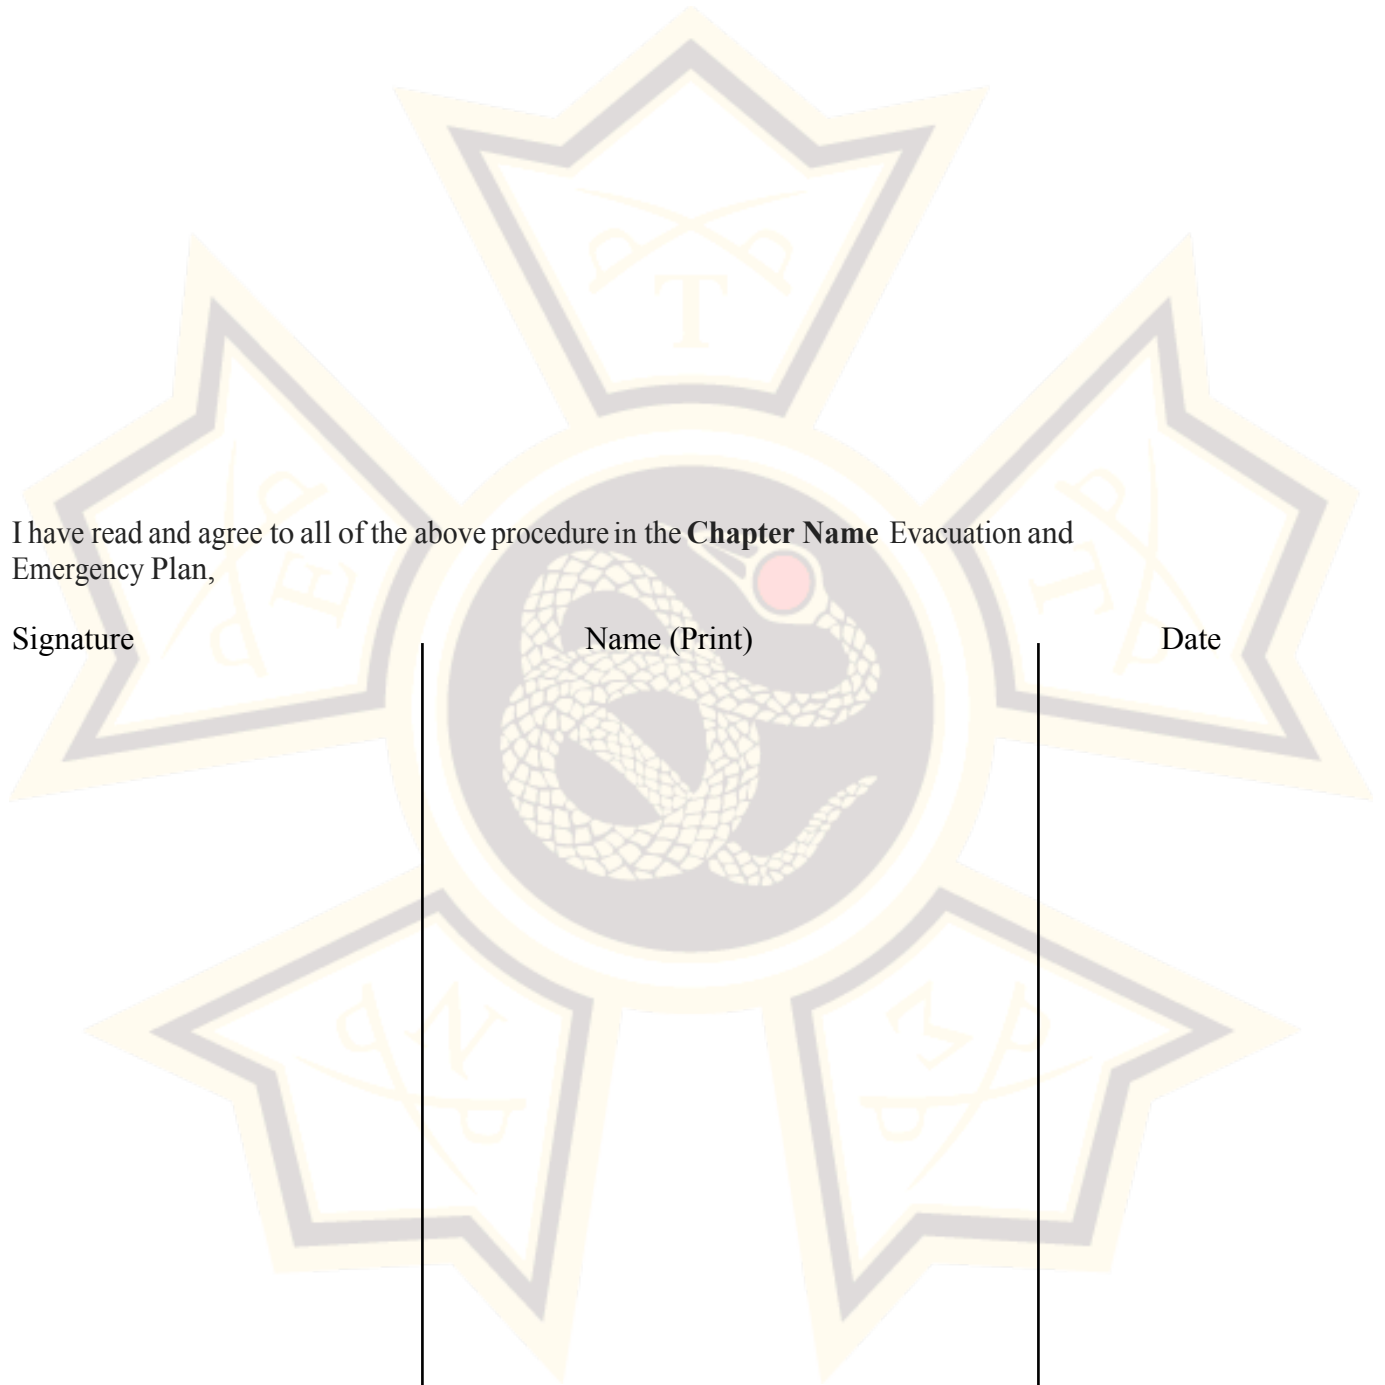 T
E
T
I have read and agree to all of the above procedure in the Chapter Name Evacuation and
Emergency Plan,
Signature Name (Print) Date
N
Σ